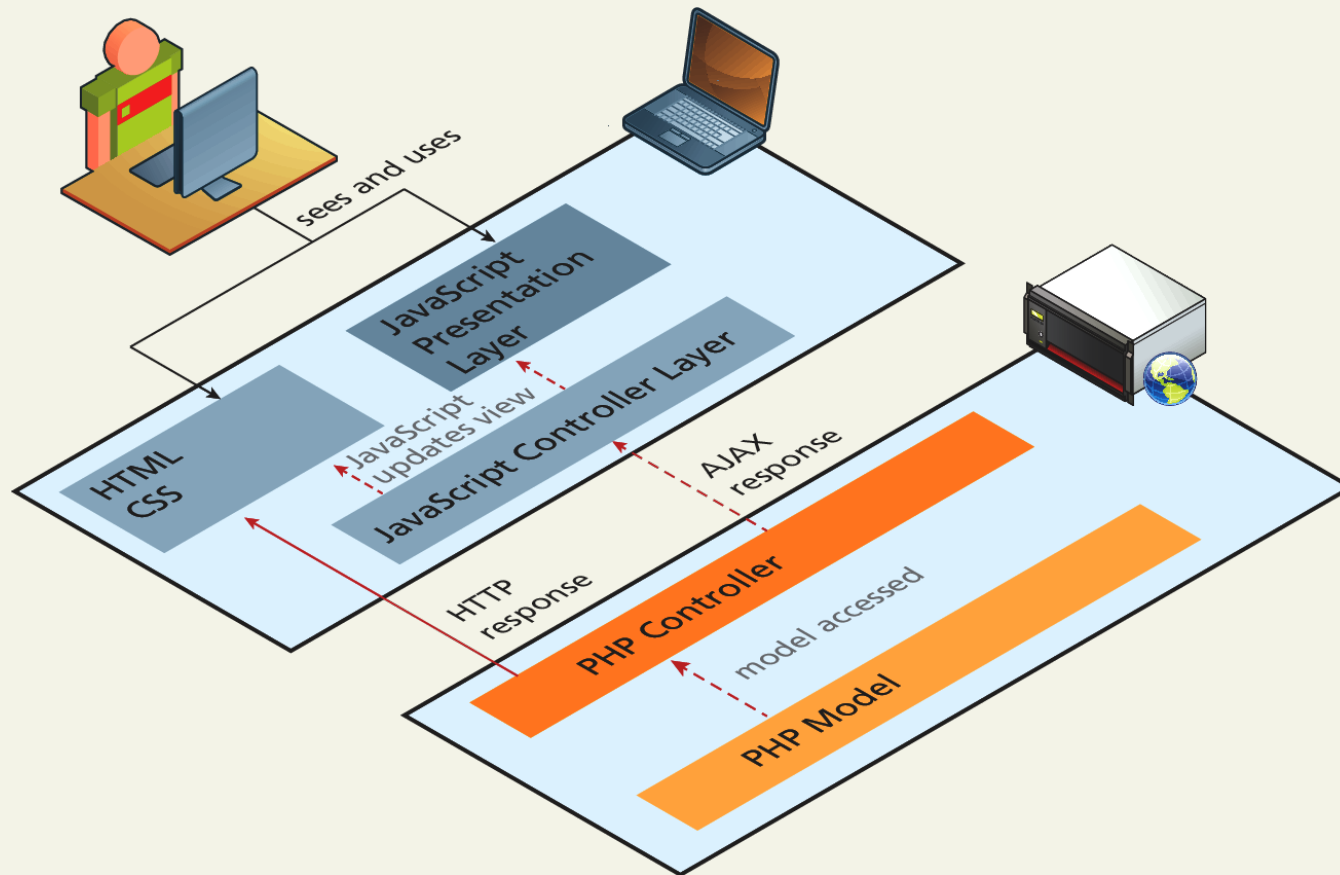 sees and uses
JavaScript
Presentation
Layer
HTML
CSS
JavaScript
updates view
JavaScript Controller Layer
AJAX
response
HTTP
response
PHP Controller
model accessed
PHP Model